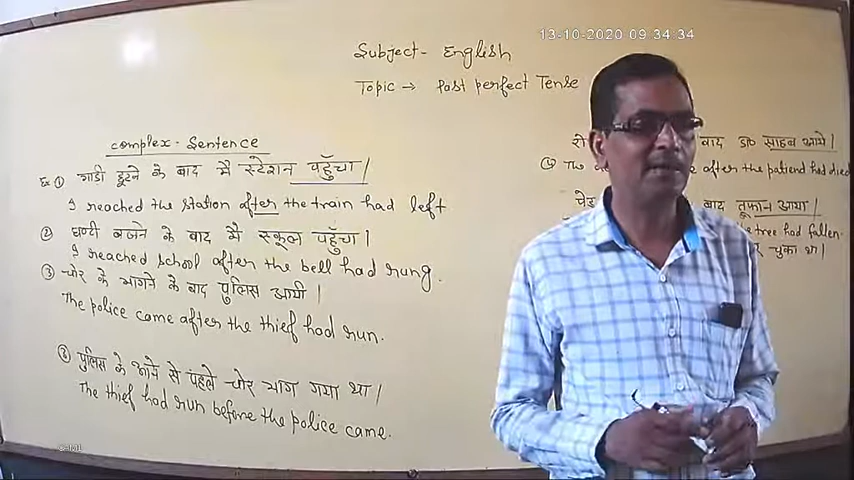 13-10-2020 09:34:34
Subject- English
Topic → Past perfect Tense
complex-Sentence
Ex ① गाडी छूटने के बाद मै स्टेशन पहुँचा।
I reached the station after the train had left
② घण्टी बजने के बाद मै स्कूल पहुँचा।
I reached school after the bell had rung.
③ चोर के भागने के बाद पुलिस आयी।
The police came after the thief had run.
③ पुलिस के आने से पहले चोर भाग गया था।
The thief had run before the police came.
बाद डा० साहब आये।
after the patiend had died
बाद तूफान आया।
the tree had fallen.
चुका था।